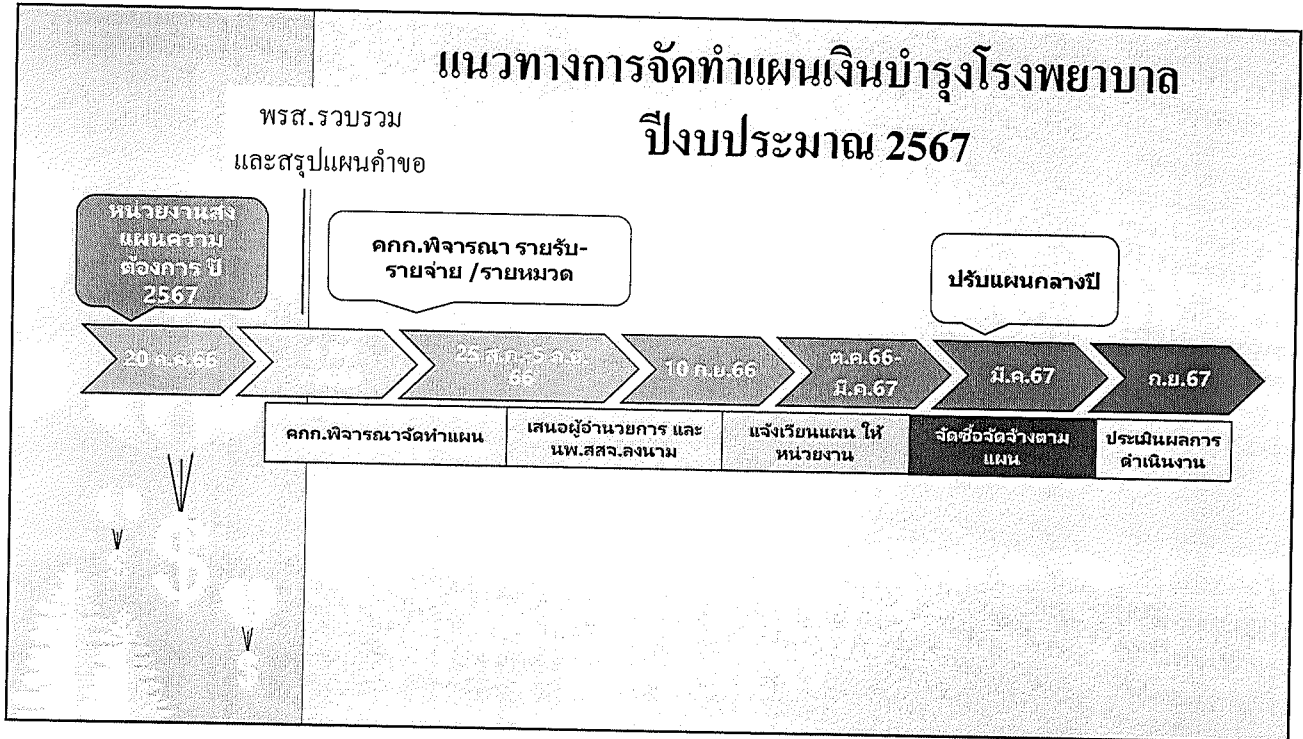 แนวทางการจัดทำแผนเงินบำรุงโรงพยาบาล
ปีงบประมาณ 2567
พรส.รวบรวม
และสรุปแผนคำขอ
หน่วยงานส่ง
แผนความ
ต้องการ ปี
2567
คกก.พิจารณา รายรับ-
รายจ่าย /รายหมวด
ปรับแผนกลางปี
25 ส.ค.-5 ก.ย.
66
10 ก.ย.66
ต.ค.66-
มี.ค.67
มี.ค.67
ก.ย.67
คกก.พิจารณาจัดทำแผน
เสนอผู้อำนวยการ และ
นพ.สสจ.ลงนาม
แจ้งเวียนแผน ให้
หน่วยงาน
จัดซื้อจัดจ้างตาม
แผน
ประเมินผลการ
ดำเนินงาน